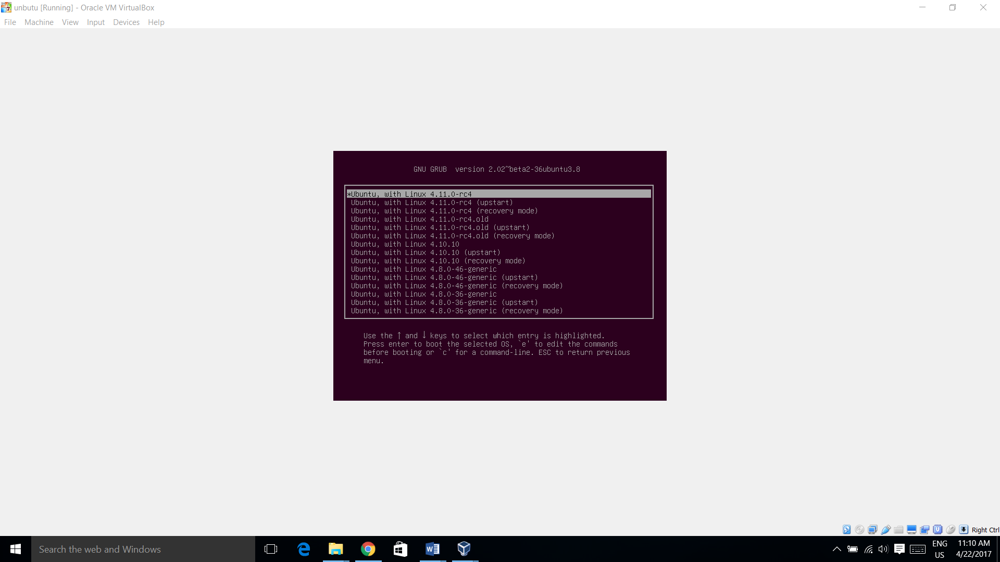 unbutu [Running] - Oracle VM VirtualBox
File Machine View Input Devices Help
GNU GRUB  version 2.02~beta2-36ubuntu3.8
*Ubuntu, with Linux 4.11.0-rc4
Ubuntu, with Linux 4.11.0-rc4 (upstart)
Ubuntu, with Linux 4.11.0-rc4 (recovery mode)
Ubuntu, with Linux 4.11.0-rc4.old
Ubuntu, with Linux 4.11.0-rc4.old (upstart)
Ubuntu, with Linux 4.11.0-rc4.old (recovery mode)
Ubuntu, with Linux 4.10.10
Ubuntu, with Linux 4.10.10 (upstart)
Ubuntu, with Linux 4.10.10 (recovery mode)
Ubuntu, with Linux 4.8.0-46-generic
Ubuntu, with Linux 4.8.0-46-generic (upstart)
Ubuntu, with Linux 4.8.0-46-generic (recovery mode)
Ubuntu, with Linux 4.8.0-36-generic
Ubuntu, with Linux 4.8.0-36-generic (upstart)
Ubuntu, with Linux 4.8.0-36-generic (recovery mode)
Use the ↑ and ↓ keys to select which entry is highlighted.
Press enter to boot the selected OS, `e' to edit the commands
before booting or `c' for a command-line. ESC to return previous
menu.
Right Ctrl
Search the web and Windows
ENG
US
11:10 AM
4/22/2017